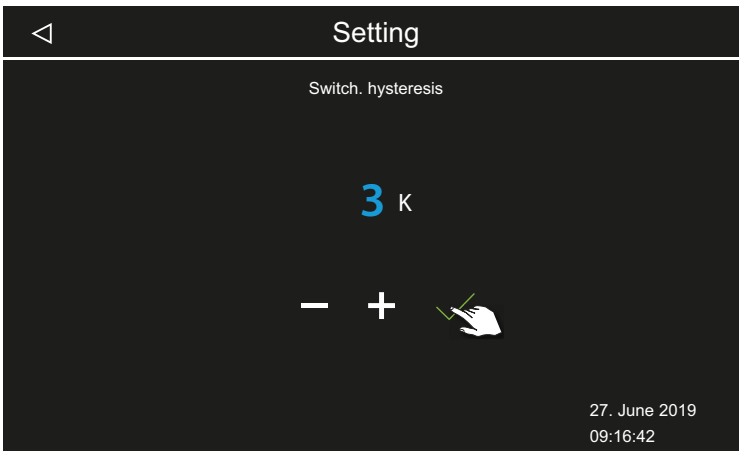 Setting
Switch. hysteresis
3 K
27. June 2019
09:16:42